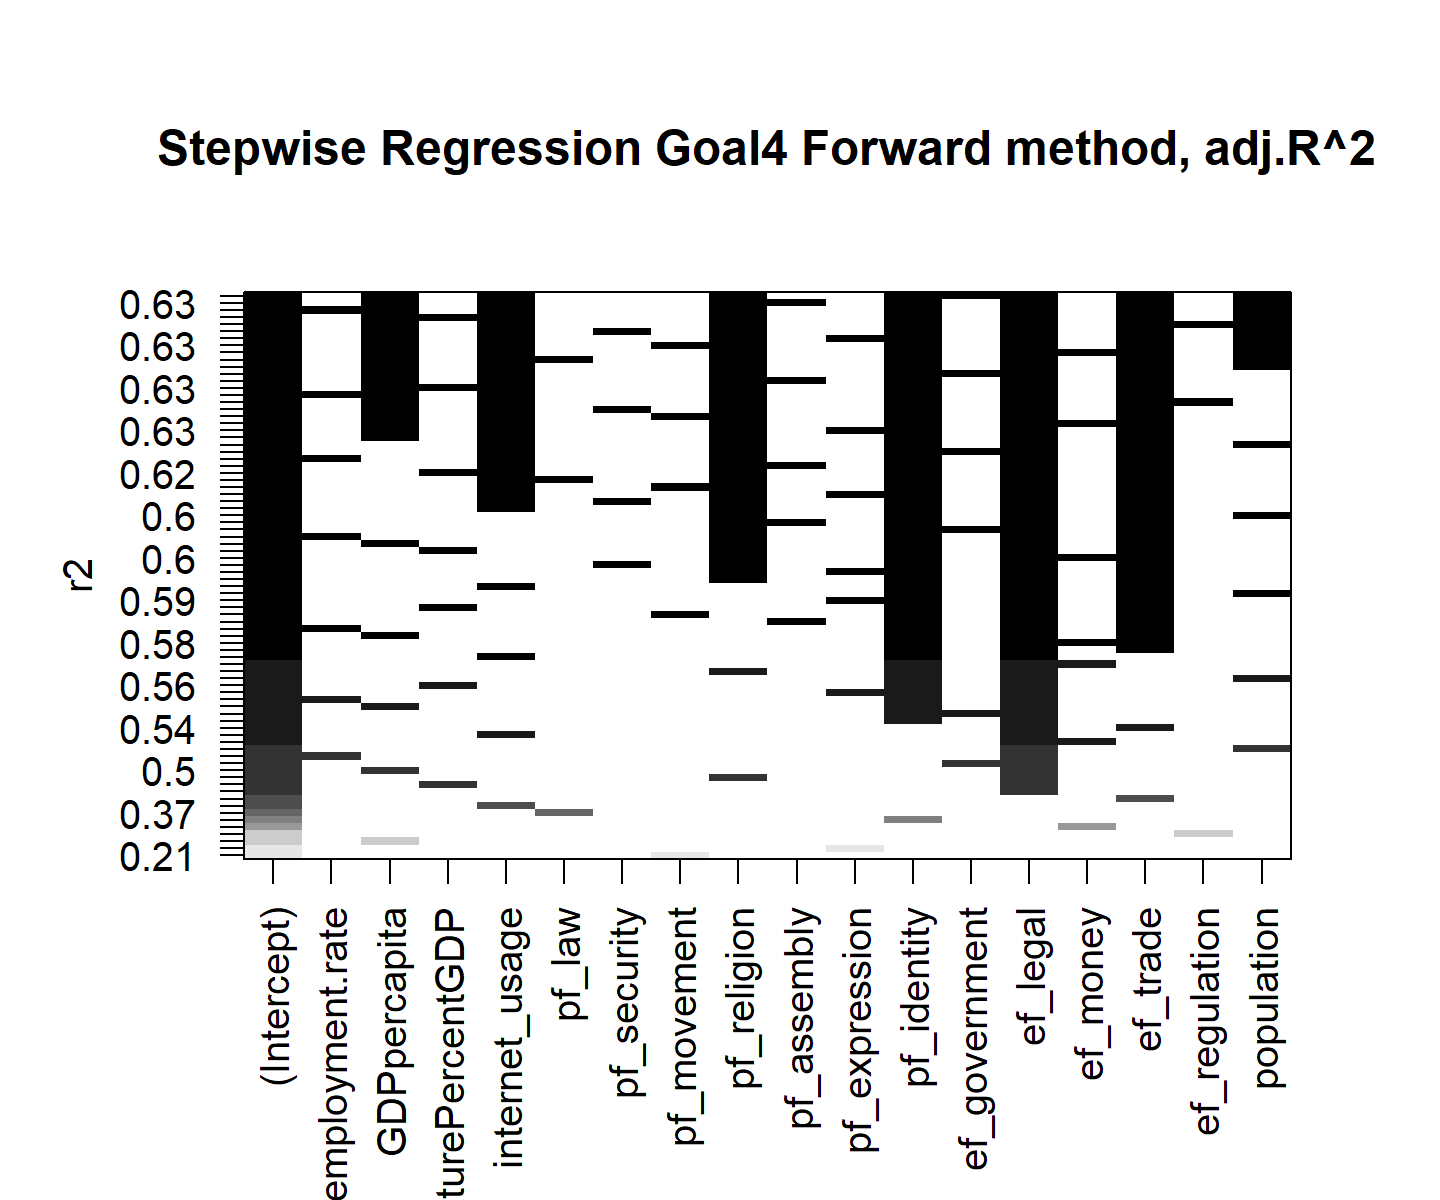 Stepwise Regression Goal4 Forward method, adj.R^2
r2
0.63
0.63
0.63
0.63
0.62
0.6
0.6
0.59
0.58
0.56
0.54
0.5
0.37
0.21
(Intercept)
employment.rate
GDPpercapita
turePercentGDP
internet_usage
pf_law
pf_security
pf_movement
pf_religion
pf_assembly
pf_expression
pf_identity
ef_government
ef_legal
ef_money
ef_trade
ef_regulation
population